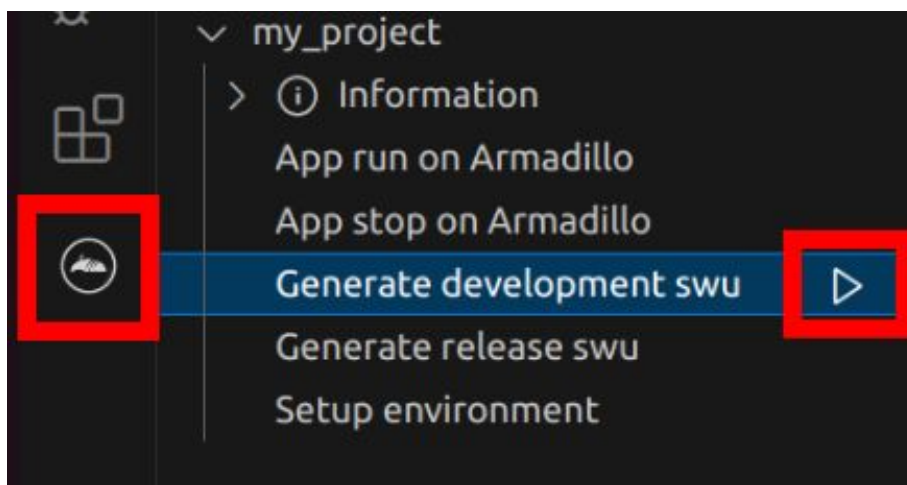 my_project
Information
App run on Armadillo
App stop on Armadillo
Generate development swu
Generate release swu
Setup environment